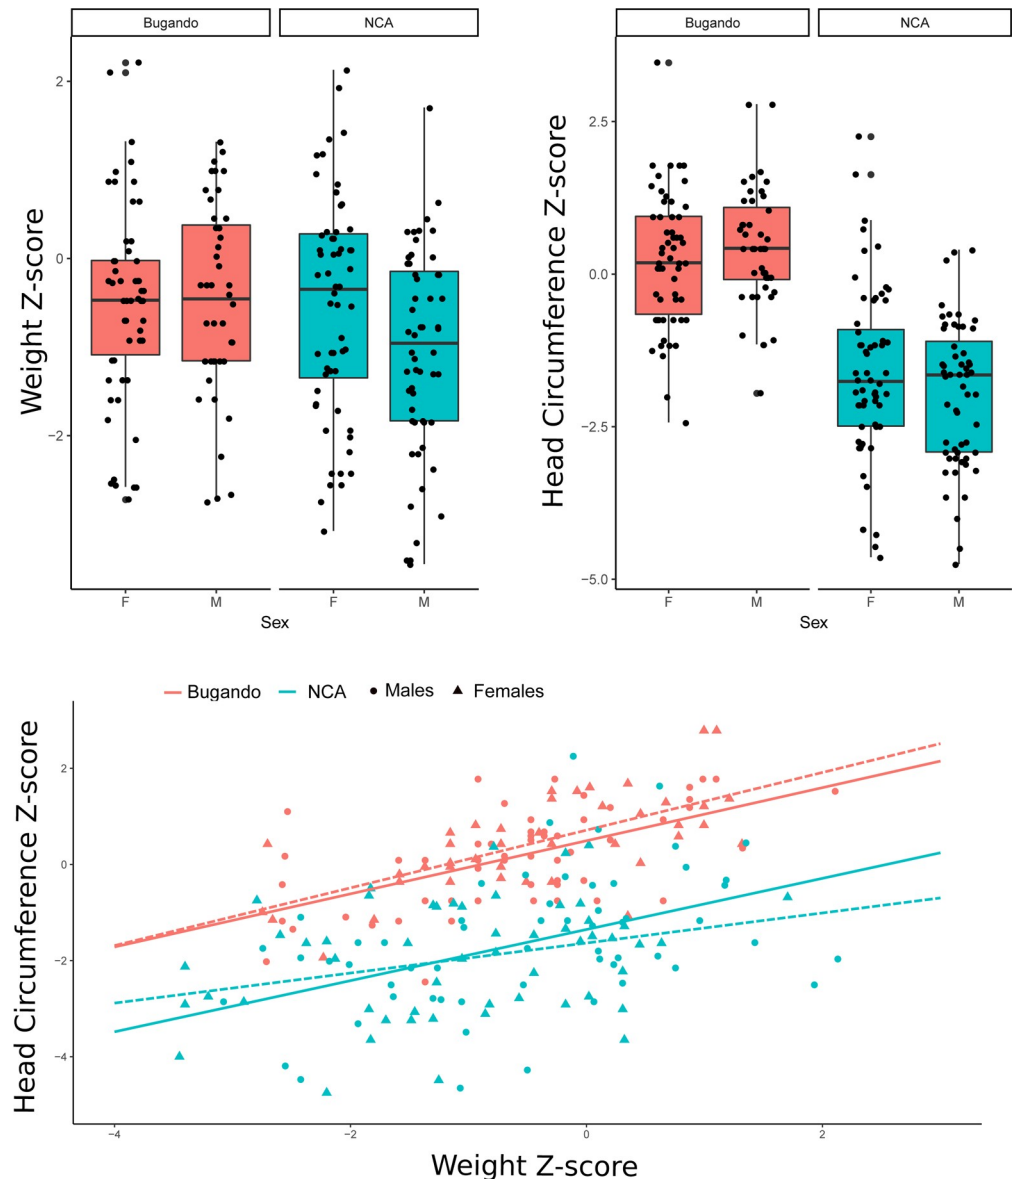 Bugando NCA
Weight Z-score
2
0
−2
F M F M
Sex
Bugando NCA
Head Circumference Z-score
2.5
0.0
−2.5
−5.0
F M F M
Sex
Bugando NCA Males Females
Head Circumference Z-score
2
0
−2
−4
−4 −2 0 2
Weight Z-score